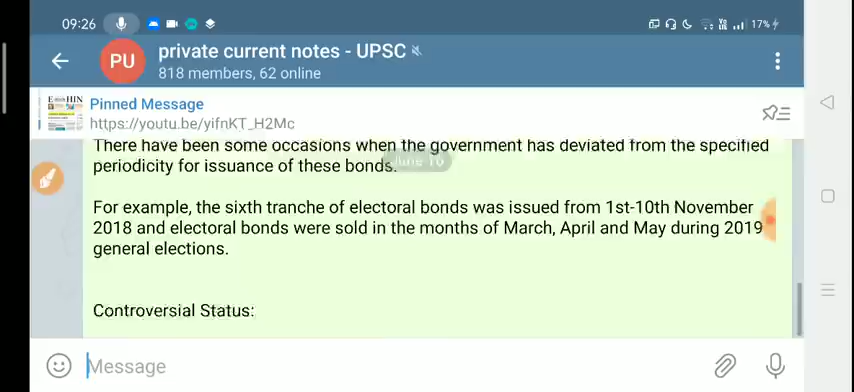 09:26
17%
PU
private current notes - UPSC
818 members, 62 online
Pinned Message
https://youtu.be/yifnKT_H2Mc
There have been some occasions when the government has deviated from the specified
periodicity for issuance of these bonds.
June 16
For example, the sixth tranche of electoral bonds was issued from 1st-10th November
2018 and electoral bonds were sold in the months of March, April and May during 2019
general elections.
Controversial Status:
Message